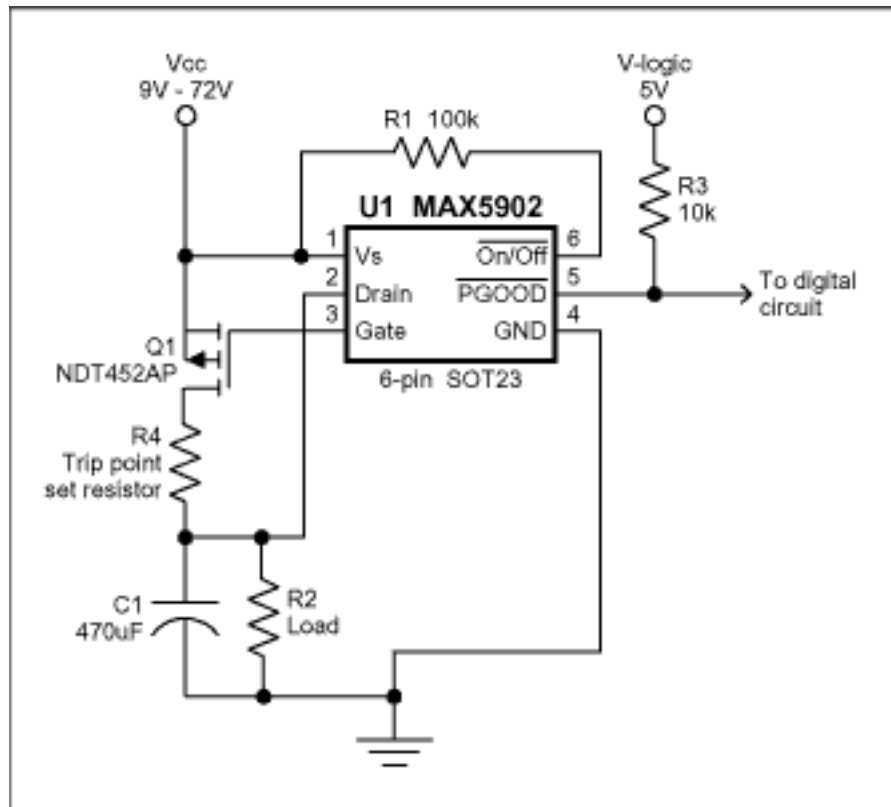 Vcc
9V - 72V
V-logic
5V
R1 100k
R3
10k
U1 MAX5902
1
Vs
2
Drain
3
Gate
On/Off
6
PGOOD
5
GND
4
To digital
circuit
6-pin SOT23
Q1
NDT452AP
R4
Trip point
set resistor
C1
470uF
R2
Load